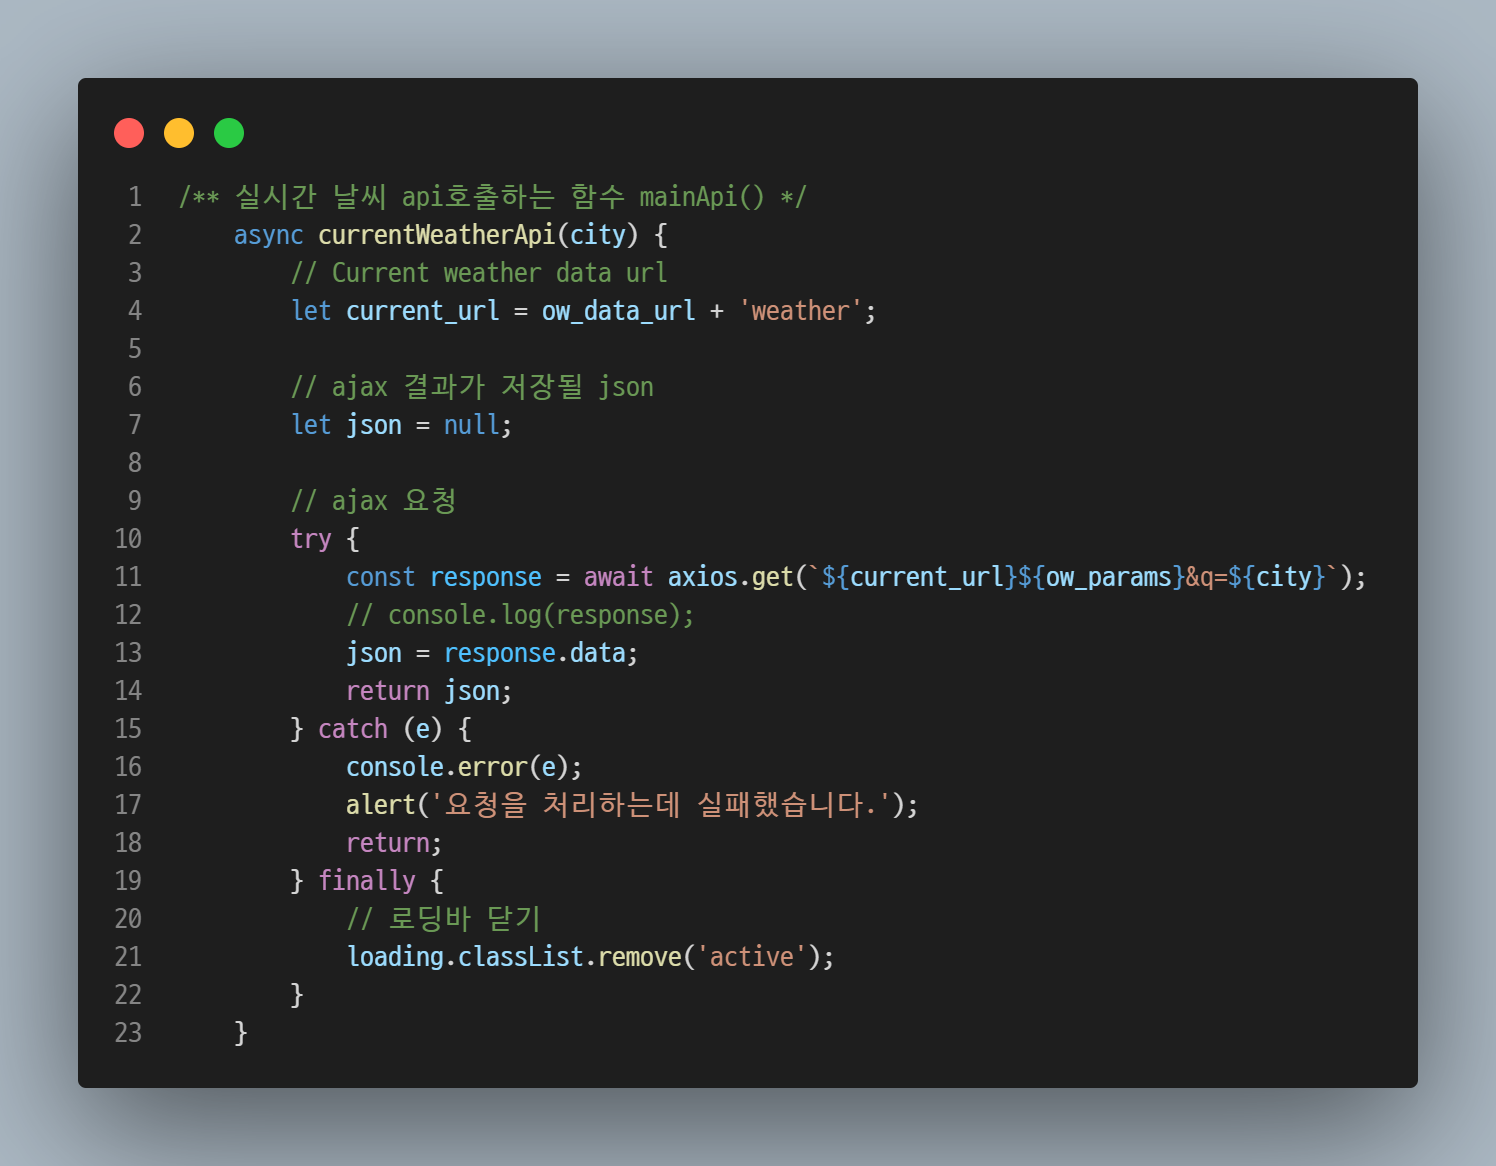 1 /** 실시간 날씨 api호출하는 함수 mainApi() */
2     async currentWeatherApi(city) {
3         // Current weather data url
4         let current_url = ow_data_url + 'weather';
5
6         // ajax 결과가 저장될 json
7         let json = null;
8
9         // ajax 요청
10         try {
11             const response = await axios.get(`${current_url}${ow_params}&q=${city}`);
12             // console.log(response);
13             json = response.data;
14             return json;
15         } catch (e) {
16             console.error(e);
17             alert('요청을 처리하는데 실패했습니다.');
18             return;
19         } finally {
20             // 로딩바 닫기
21             loading.classList.remove('active');
22         }
23     }